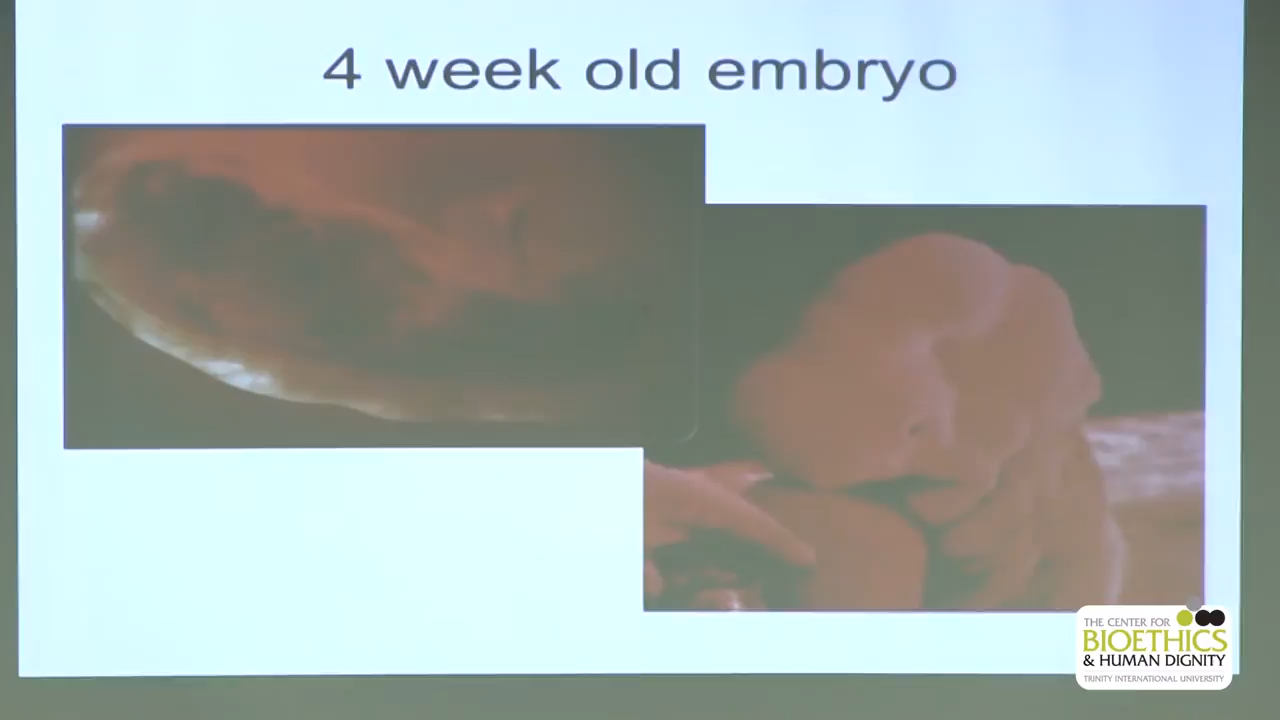 4 week old embryo
THE CENTER FOR
BIOETHICS
& HUMAN DIGNITY
TRINITY INTERNATIONAL UNIVERSITY